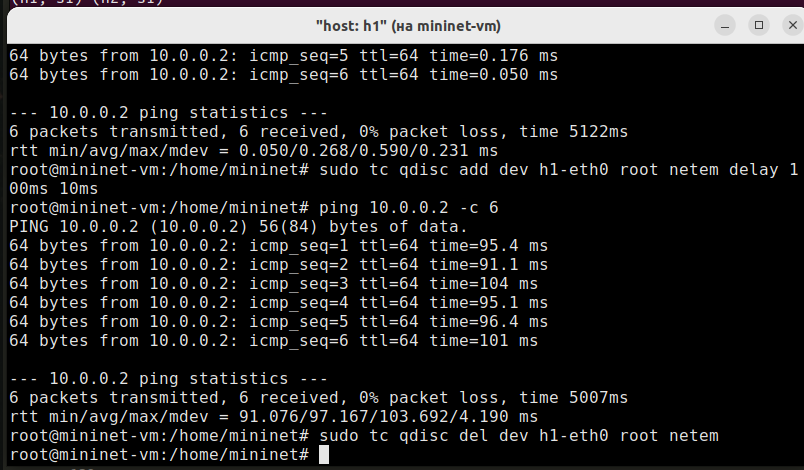 "host: h1" (на mininet-vm)
64 bytes from 10.0.0.2: icmp_seq=5 ttl=64 time=0.176 ms
64 bytes from 10.0.0.2: icmp_seq=6 ttl=64 time=0.050 ms
--- 10.0.0.2 ping statistics ---
6 packets transmitted, 6 received, 0% packet loss, time 5122ms
rtt min/avg/max/mdev = 0.050/0.268/0.590/0.231 ms
root@mininet-vm:/home/mininet# sudo tc qdisc add dev h1-eth0 root netem delay 1
00ms 10ms
root@mininet-vm:/home/mininet# ping 10.0.0.2 -c 6
PING 10.0.0.2 (10.0.0.2) 56(84) bytes of data.
64 bytes from 10.0.0.2: icmp_seq=1 ttl=64 time=95.4 ms
64 bytes from 10.0.0.2: icmp_seq=2 ttl=64 time=91.1 ms
64 bytes from 10.0.0.2: icmp_seq=3 ttl=64 time=104 ms
64 bytes from 10.0.0.2: icmp_seq=4 ttl=64 time=95.1 ms
64 bytes from 10.0.0.2: icmp_seq=5 ttl=64 time=96.4 ms
64 bytes from 10.0.0.2: icmp_seq=6 ttl=64 time=101 ms
--- 10.0.0.2 ping statistics ---
6 packets transmitted, 6 received, 0% packet loss, time 5007ms
rtt min/avg/max/mdev = 91.076/97.167/103.692/4.190 ms
root@mininet-vm:/home/mininet# sudo tc qdisc del dev h1-eth0 root netem
root@mininet-vm:/home/mininet#